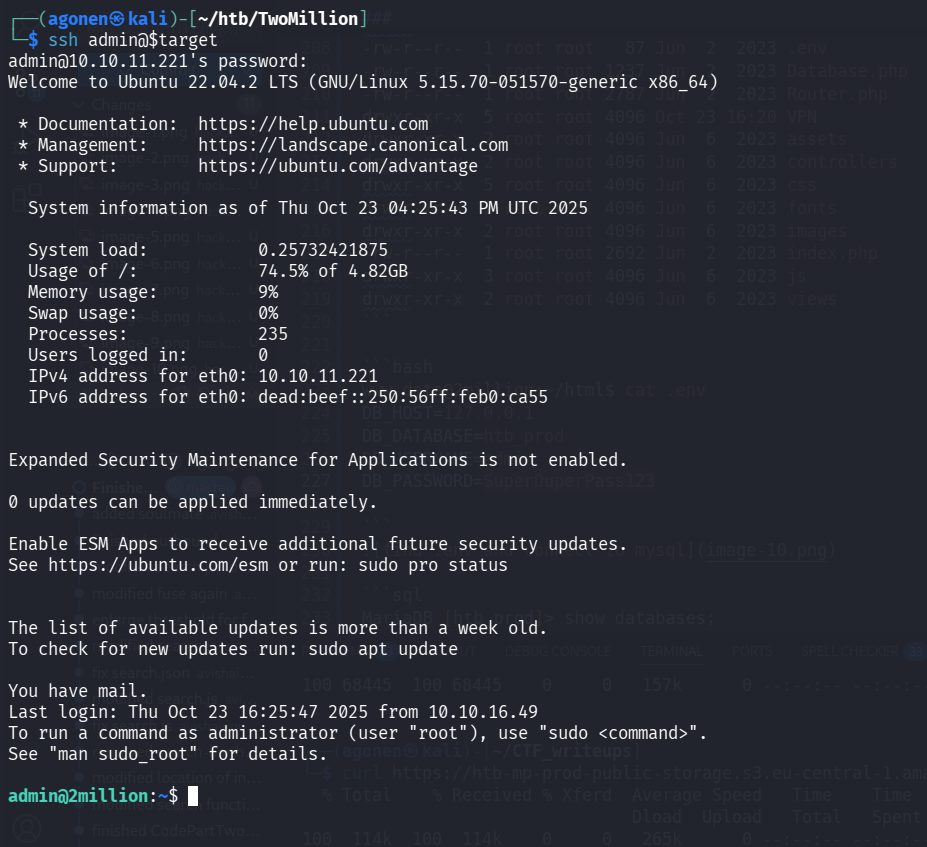 ┌──(agonen㉿kali)-[~/htb/TwoMillion]
└─$ ssh admin@$target
admin@10.10.11.221's password:
Welcome to Ubuntu 22.04.2 LTS (GNU/Linux 5.15.70-051570-generic x86_64)
* Documentation:  https://help.ubuntu.com
* Management:     https://landscape.canonical.com
* Support:        https://ubuntu.com/advantage
System information as of Thu Oct 23 04:25:43 PM UTC 2025
System load:           0.25732421875
Usage of /:            74.5% of 4.82GB
Memory usage:          9%
Swap usage:            0%
Processes:             235
Users logged in:       0
IPv4 address for eth0: 10.10.11.221
IPv6 address for eth0: dead:beef::250:56ff:feb0:ca55
Expanded Security Maintenance for Applications is not enabled.
0 updates can be applied immediately.
Enable ESM Apps to receive additional future security updates.
See https://ubuntu.com/esm or run: sudo pro status
The list of available updates is more than a week old.
To check for new updates run: sudo apt update
You have mail.
Last login: Thu Oct 23 16:25:47 2025 from 10.10.16.49
To run a command as administrator (user "root"), use "sudo <command>".
See "man sudo_root" for details.
admin@2million:~$